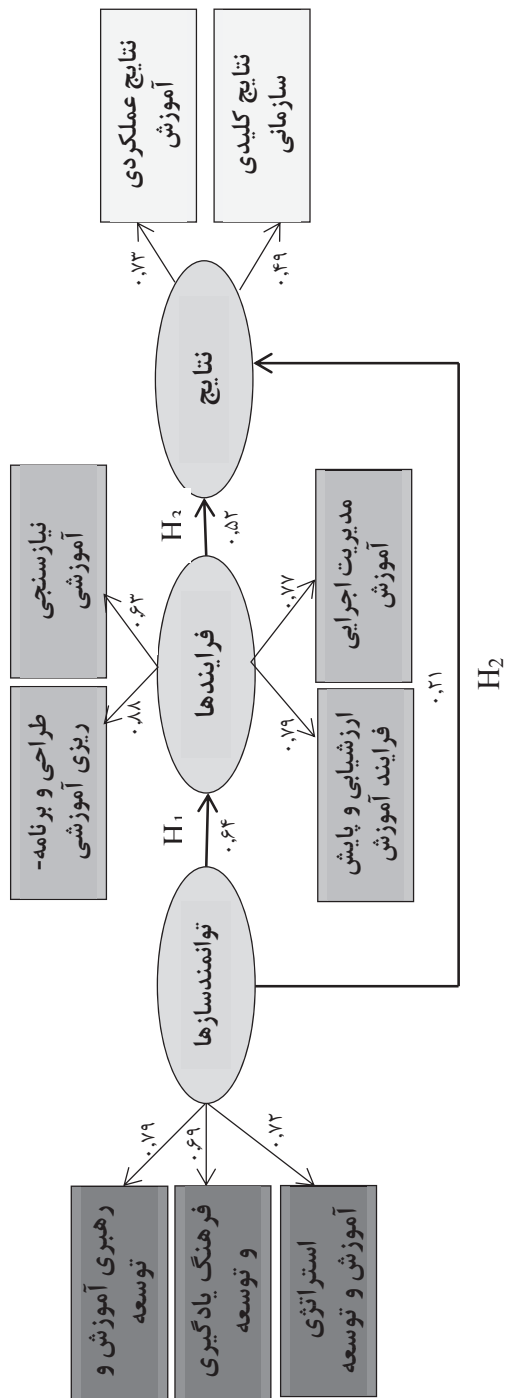 رهبری آموزش و
توسعه
فرهنگ یادگیری
و توسعه
استراتژی
آموزش و توسعه
۰,۷۹
۰,۶۹
۰,۷۲
توانمندسازها
H₁
۰,۶۴
طراحی و برنامه-
ریزی آموزشی
نیازسنجی
آموزشی
۰,۸۸
۰,۶۳
فرایندها
۰,۷۹
۰,۷۷
ارزشیابی و پایش
فرایند آموزش
مدیریت اجرایی
آموزش
H₂
۰,۵۲
نتایج
۰,۷۳
۰,۴۹
نتایج عملکردی
آموزش
نتایج کلیدی
سازمانی
۰,۲۱
H₂